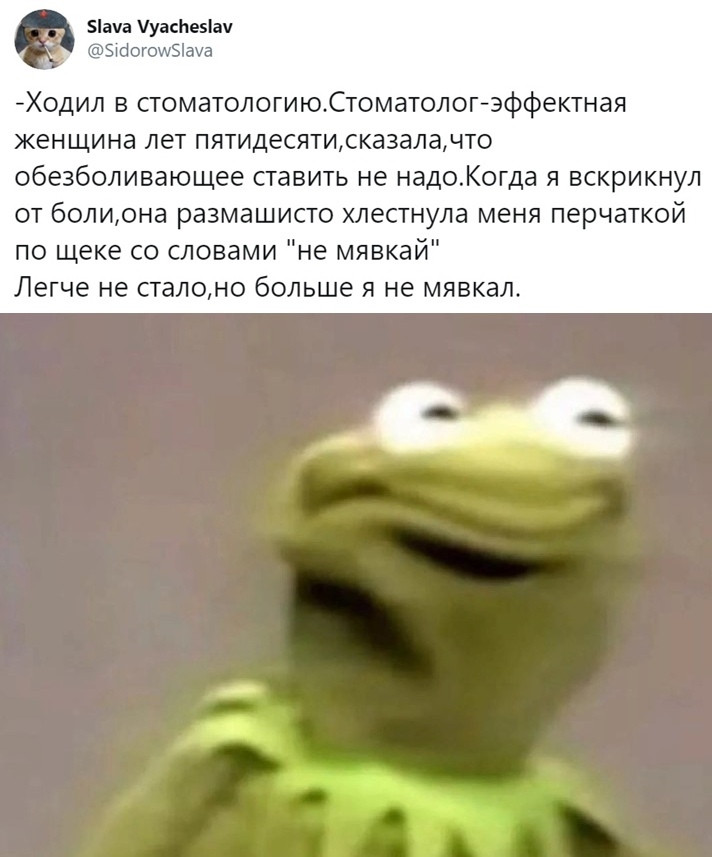 Slava Vyacheslav
@SidorowSlava
-Ходил в стоматологию.Стоматолог-эффектная
женщина лет пятидесяти,сказала,что
обезболивающее ставить не надо.Когда я вскрикнул
от боли,она размашисто хлестнула меня перчаткой
по щеке со словами "не мявкай"
Легче не стало,но больше я не мявкал.